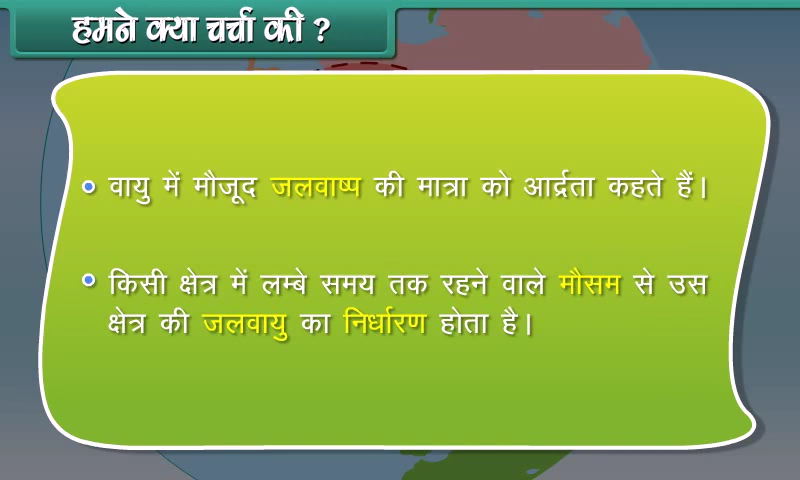 हमने क्या चर्चा की ?
वायु में मौजूद जलवाष्प की मात्रा को आर्द्रता कहते हैं।
किसी क्षेत्र में लम्बे समय तक रहने वाले मौसम से उस
क्षेत्र की जलवायु का निर्धारण होता है।